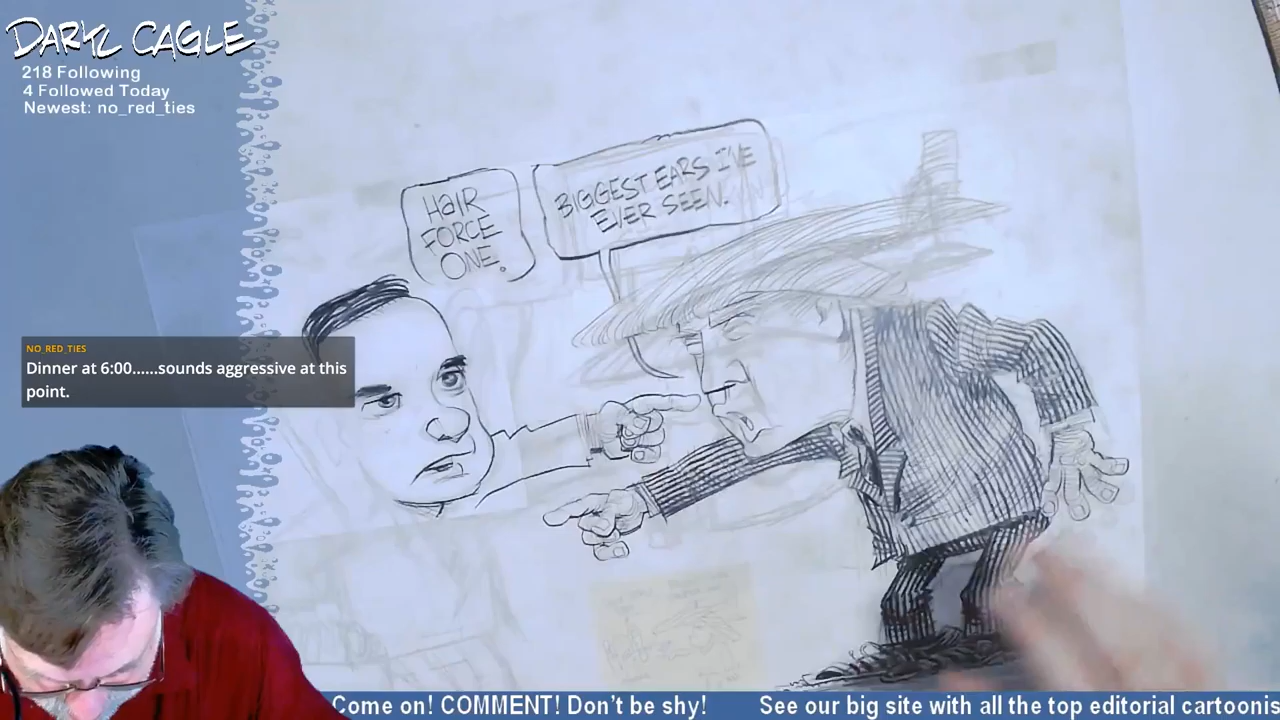 DARYL CAGLE
218 Following
4 Followed Today
Newest: no_red_ties
HAIR
FORCE
ONE.
BIGGEST EARS I'VE
EVER SEEN.
NO_RED_TIES
Dinner at 6:00......sounds aggressive at this
point.
Come on! COMMENT! Don't be shy!
See our big site with all the top editorial cartoonis